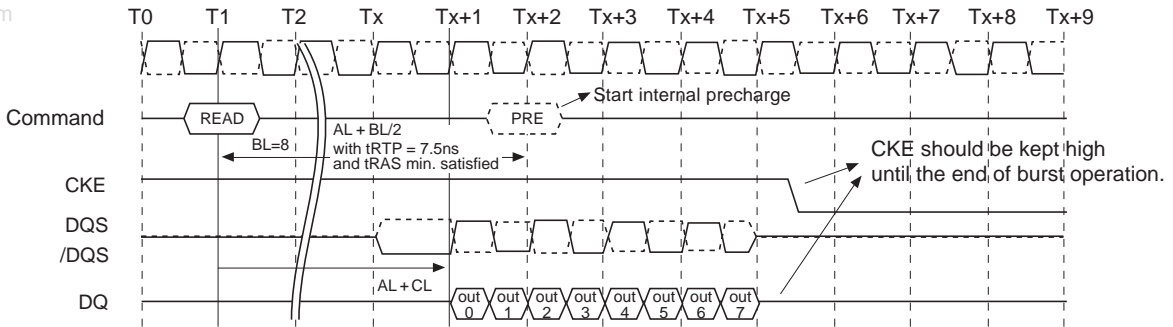 m
T0 T1 T2 Tx Tx+1 Tx+2 Tx+3 Tx+4 Tx+5 Tx+6 Tx+7 Tx+8 Tx+9
Start internal precharge
Command READ PRE
AL + BL/2
BL=8
with tRTP = 7.5ns
and tRAS min. satisfied
CKE should be kept high
until the end of burst operation.
CKE
DQS
/DQS
AL + CL
DQ
out 0 out 1 out 2 out 3 out 4 out 5 out 6 out 7